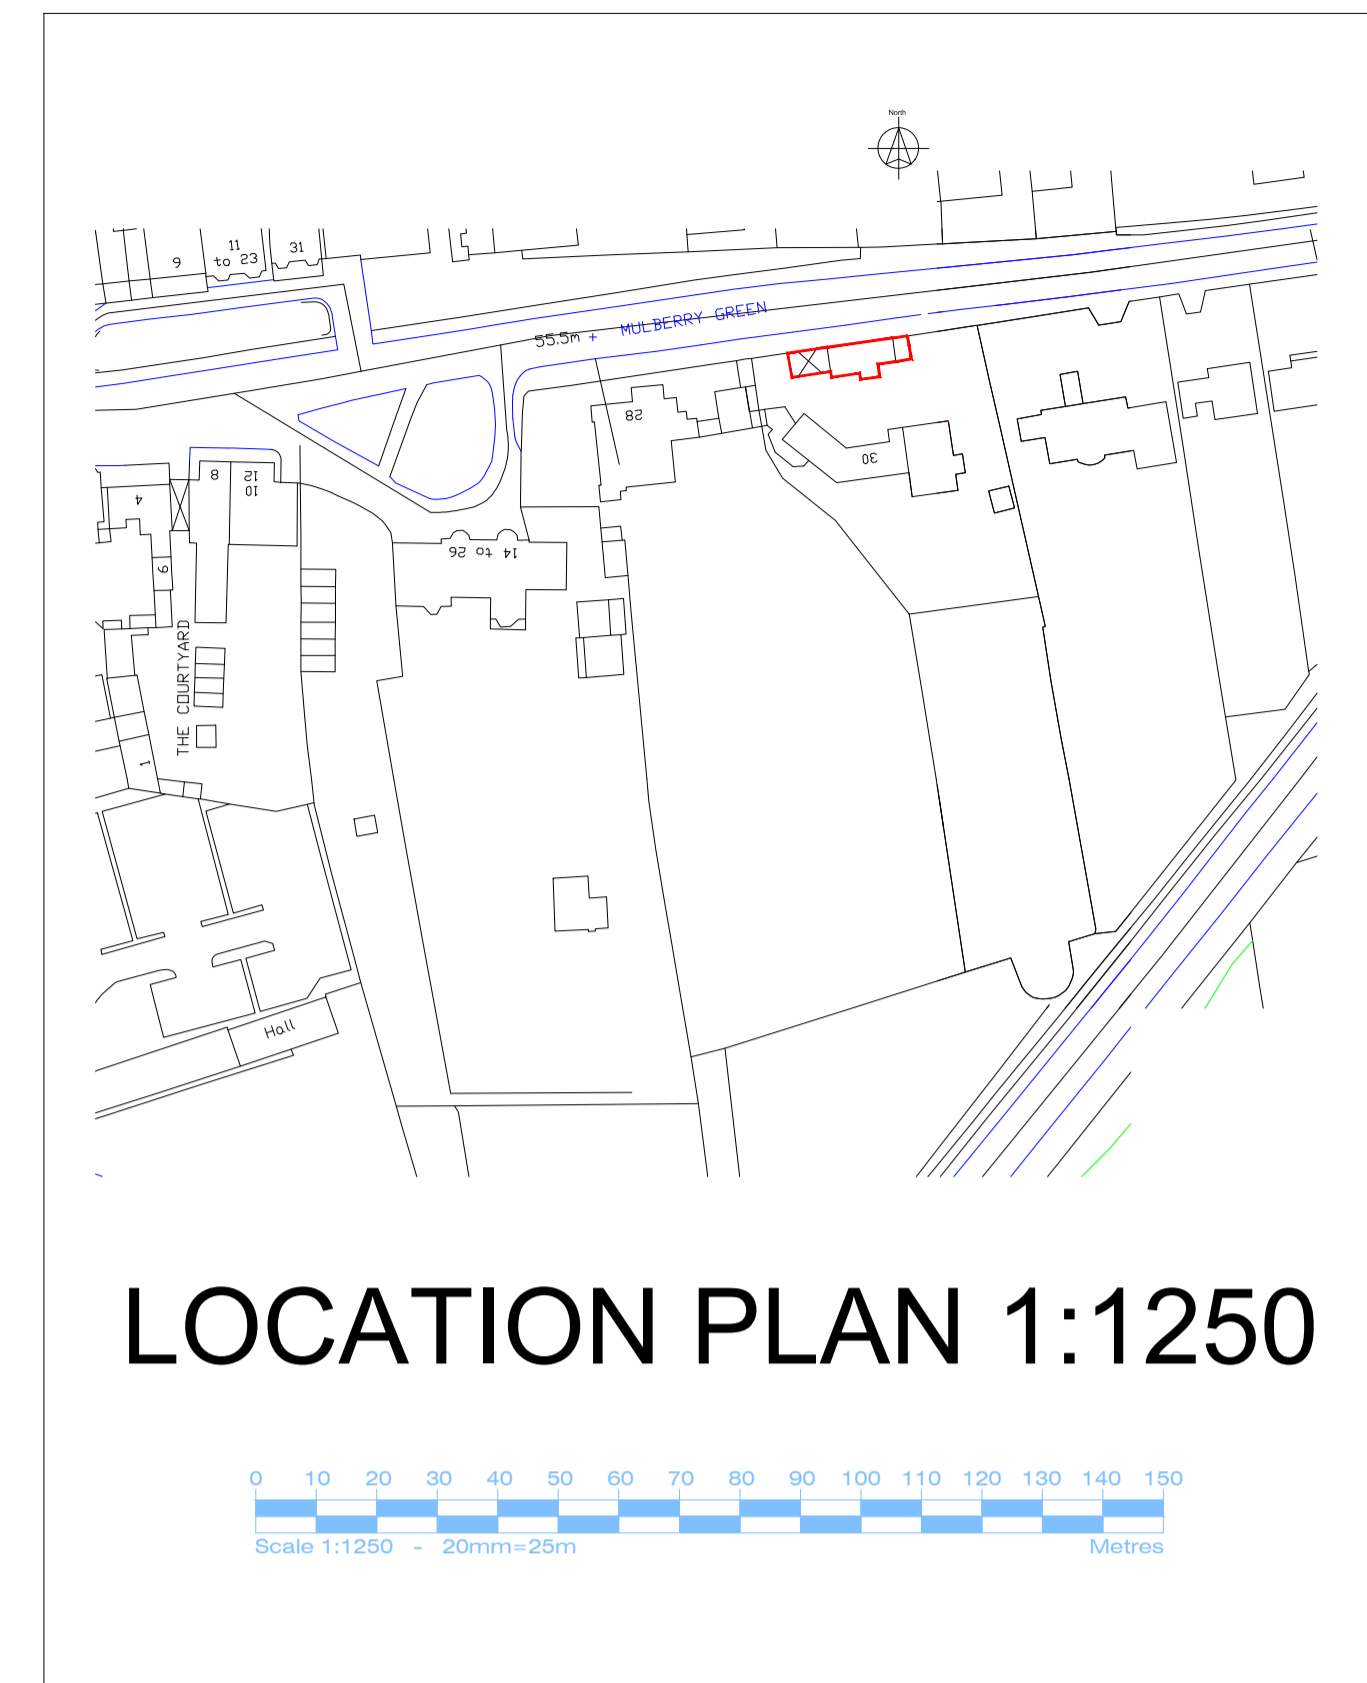 North
9
11
to 23
31
55.5m + MULBERRY GREEN
28
30
4
8
12
10
6
14 to 26
THE COURTYARD
1
Hall
LOCATION PLAN 1:1250
0 10 20 30 40 50 60 70 80 90 100 110 120 130 140 150
Scale 1:1250 - 20mm=25m Metres